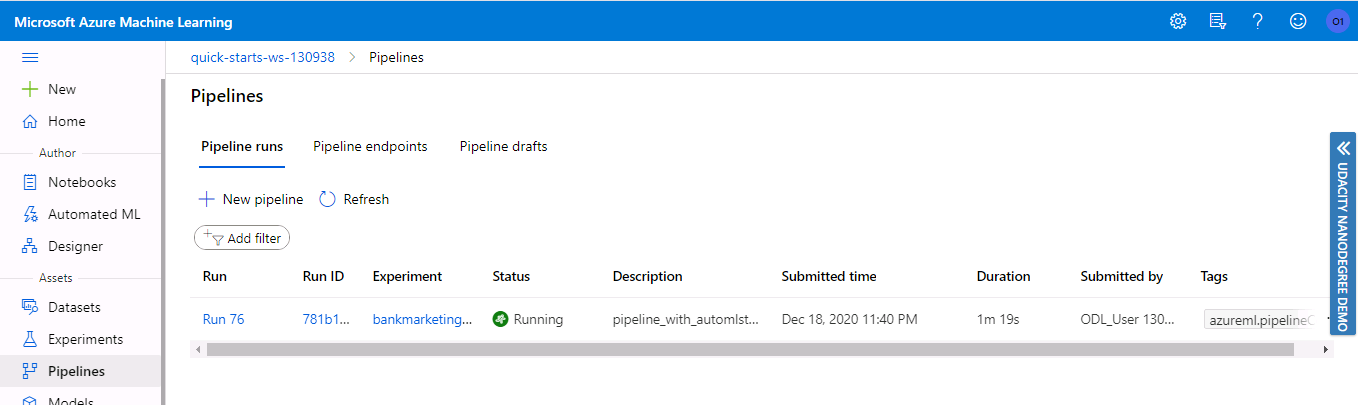 Microsoft Azure Machine Learning
O1
quick-starts-ws-130938 > Pipelines
New
Home
Author
Notebooks
Automated ML
Designer
Assets
Datasets
Experiments
Pipelines
Models
Pipelines
Pipeline runs Pipeline endpoints Pipeline drafts
New pipeline Refresh
Add filter
Run Run ID Experiment Status Description Submitted time Duration Submitted by Tags
Run 76 781b1... bankmarketing... Running pipeline_with_automlst... Dec 18, 2020 11:40 PM 1m 19s ODL_User 130... azureml.pipelineC
UDACITY NANODEGREE DEMO